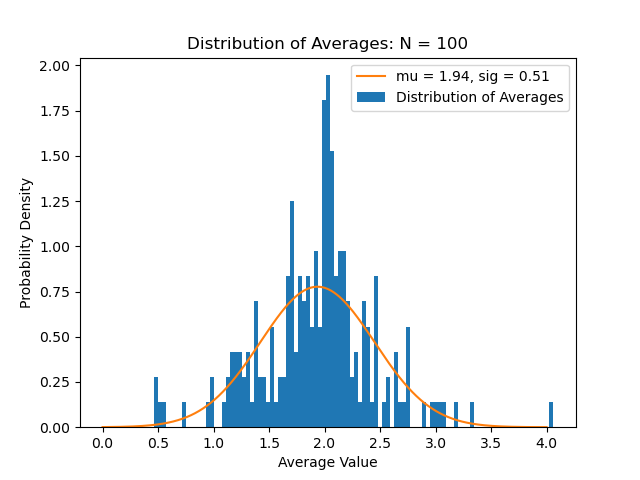 Distribution of Averages: N = 100
mu = 1.94, sig = 0.51
Distribution of Averages
Probability Density
2.00
1.75
1.50
1.25
1.00
0.75
0.50
0.25
0.00
0.0 0.5 1.0 1.5 2.0 2.5 3.0 3.5 4.0
Average Value